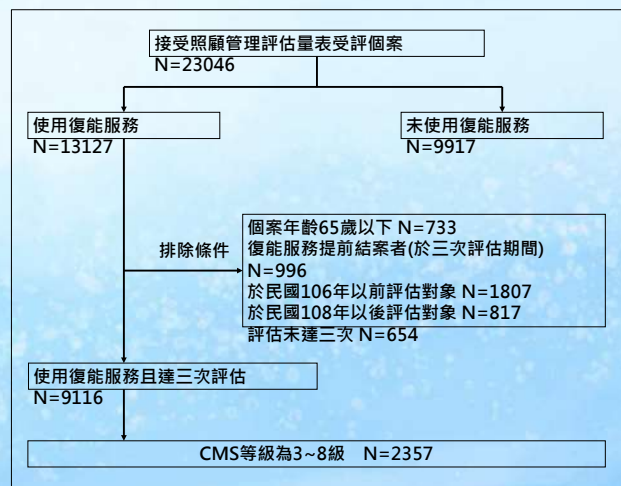 接受照顧管理評估量表受評個案
N=23046
使用復能服務
N=13127
未使用復能服務
N=9917
排除條件
個案年齡65歲以下 N=733
復能服務提前結案者(於三次評估期間)
N=996
於民國106年以前評估對象 N=1807
於民國108年以後評估對象 N=817
評估未達三次 N=654
使用復能服務且達三次評估
N=9116
CMS等級為3~8級 N=2357